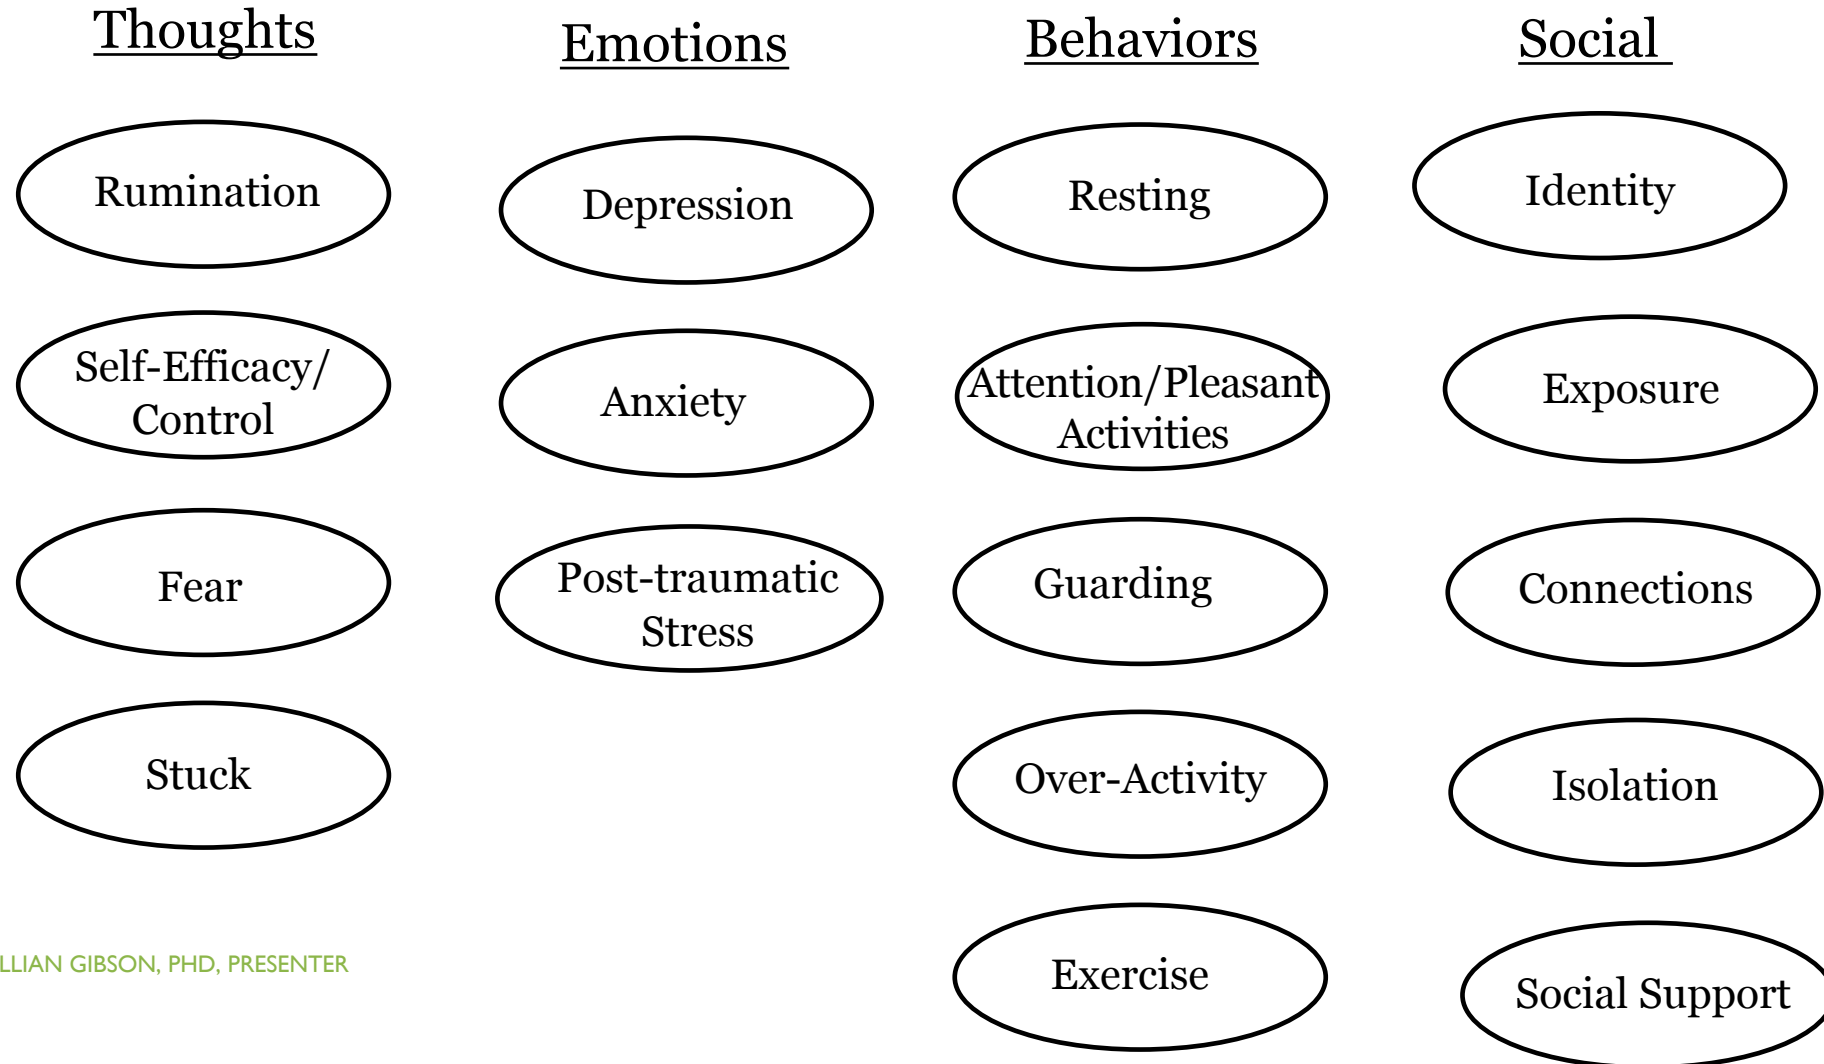 Thoughts
Rumination
Self-Efficacy/
Control
Fear
Stuck
Emotions
Depression
Anxiety
Post-traumatic
Stress
Behaviors
Resting
Attention/Pleasant
Activities
Guarding
Over-Activity
Exercise
Social
Identity
Exposure
Connections
Isolation
Social Support
LLIAN GIBSON, PHD, PRESENTER